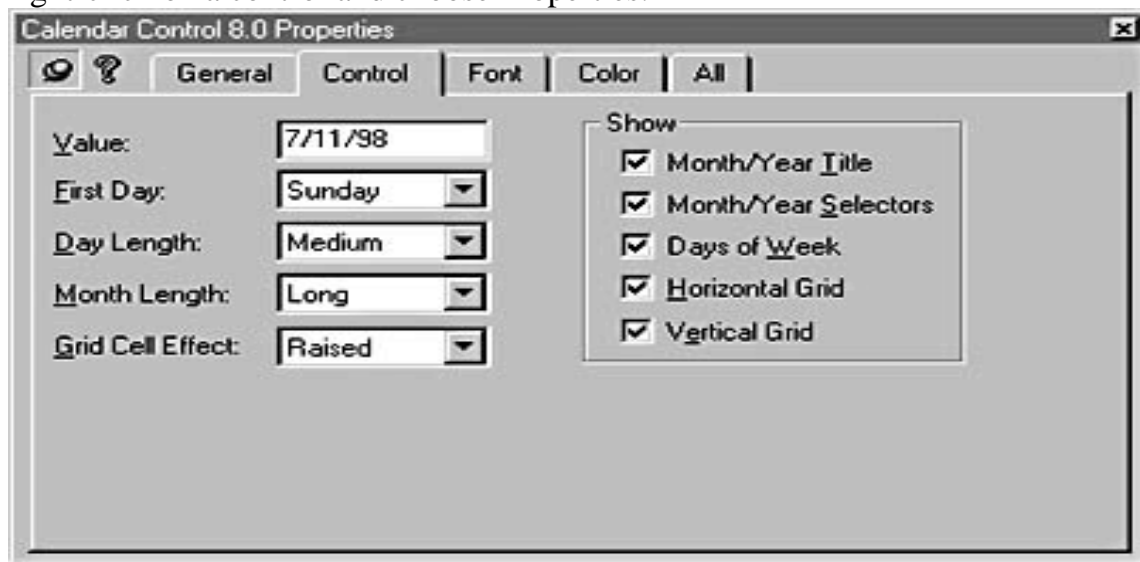 Calendar Control 8.0 Properties
? General Control Font Color All
Value: 7/11/98
First Day: Sunday
Day Length: Medium
Month Length: Long
Grid Cell Effect: Raised
Show
Month/Year Title
Month/Year Selectors
Days of Week
Horizontal Grid
Vertical Grid